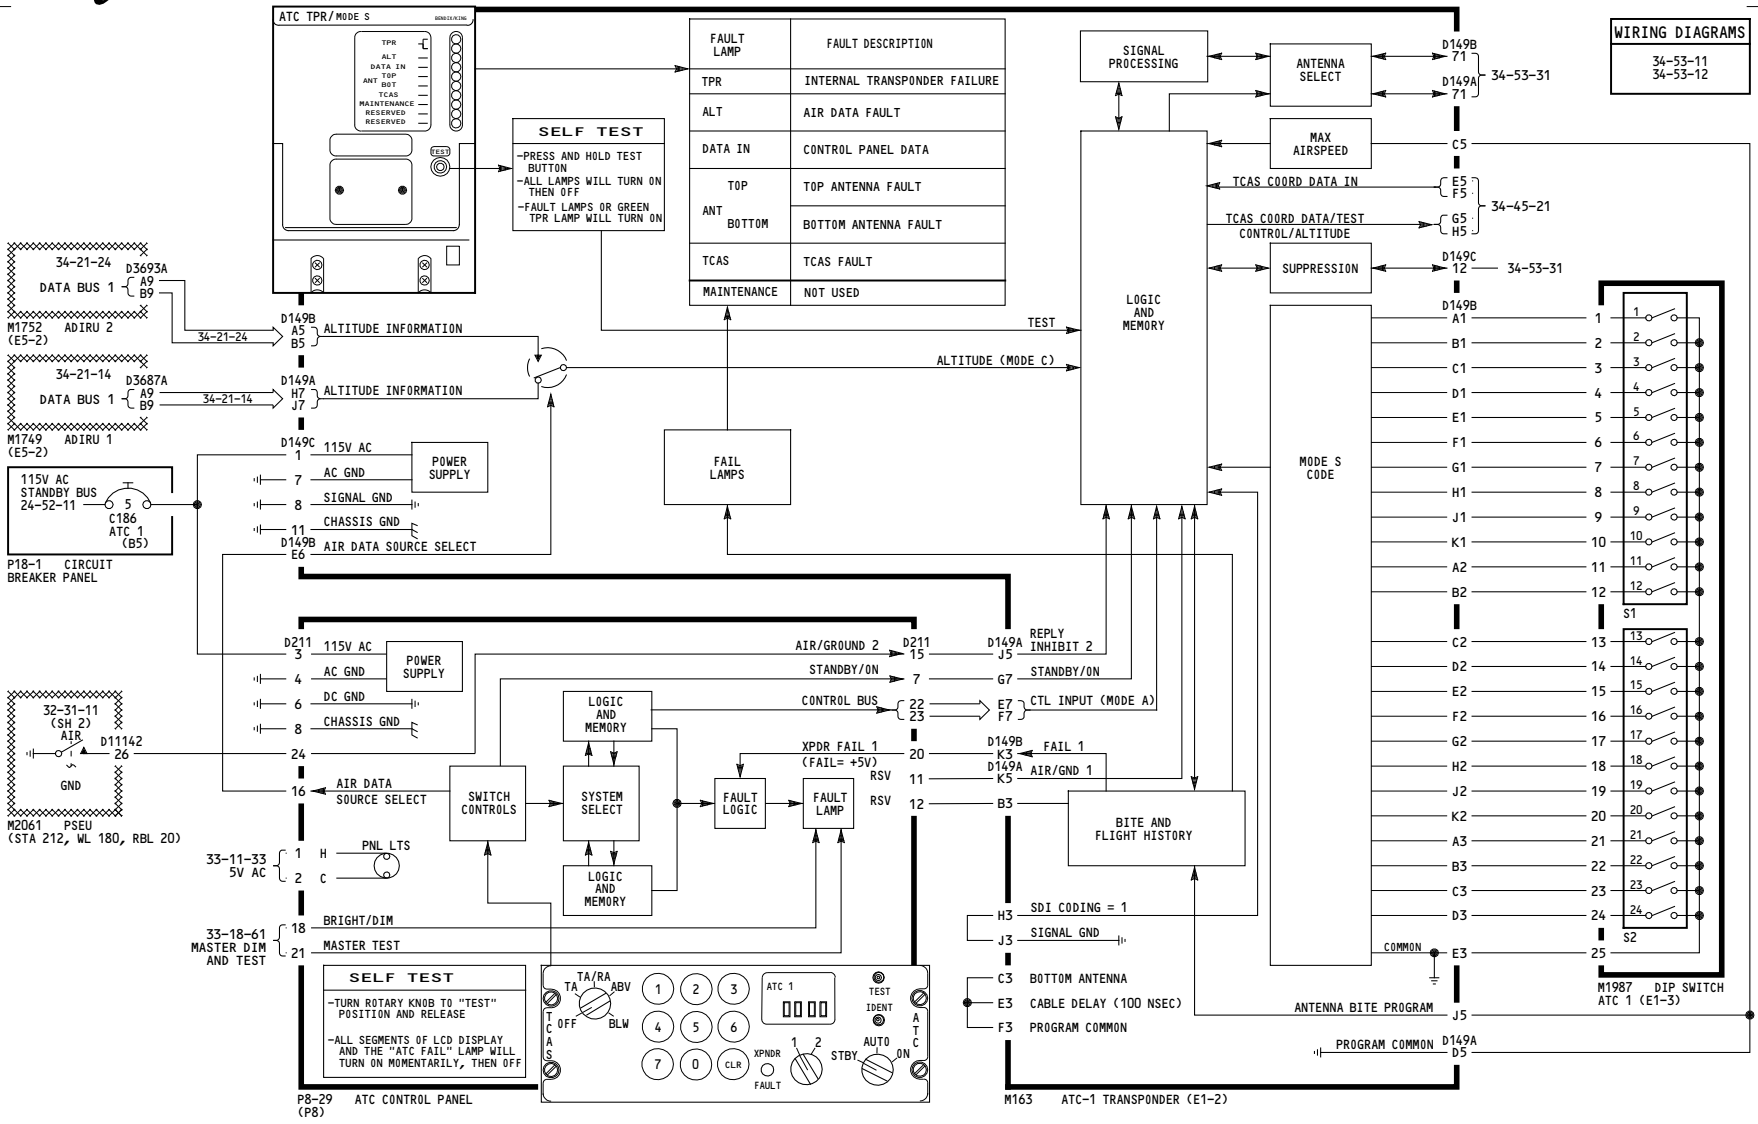 ATC TPR/MODE S
BENDIX/KING
TPR
ALT
DATA IN
TOP
ANT
BOT
TCAS
MAINTENANCE
RESERVED
RESERVED
TEST
SELF TEST
-PRESS AND HOLD TEST
BUTTON
-ALL LAMPS WILL TURN ON
THEN OFF
-FAULT LAMPS OR GREEN
TPR LAMP WILL TURN ON
FAULT
LAMP
FAULT DESCRIPTION
TPR
INTERNAL TRANSPONDER FAILURE
ALT
AIR DATA FAULT
DATA IN
CONTROL PANEL DATA
TOP
TOP ANTENNA FAULT
ANT
BOTTOM
BOTTOM ANTENNA FAULT
TCAS
TCAS FAULT
MAINTENANCE
NOT USED
SIGNAL
PROCESSING
ANTENNA
SELECT
D149B
71
D149A
71
34-53-31
WIRING DIAGRAMS
34-53-11
34-53-12
MAX
AIRSPEED
C5
TCAS COORD DATA IN
E5
F5
34-45-21
TCAS COORD DATA/TEST
CONTROL/ALTITUDE
G5
H5
SUPPRESSION
D149C
12
34-53-31
LOGIC
AND
MEMORY
34-21-24
DATA BUS 1
D3693A
A9
B9
M1752 ADIRU 2
(E5-2)
34-21-24
D149B
A5
B5
ALTITUDE INFORMATION
34-21-14
DATA BUS 1
D3687A
A9
B9
M1749 ADIRU 1
(E5-2)
34-21-14
D149A
H7
J7
ALTITUDE INFORMATION
TEST
ALTITUDE (MODE C)
115V AC
STANDBY BUS
24-52-11
5
C186
ATC 1
(B5)
P18-1 CIRCUIT
BREAKER PANEL
D149C
1
115V AC
7
AC GND
8
SIGNAL GND
11
CHASSIS GND
D149B
E6
AIR DATA SOURCE SELECT
POWER
SUPPLY
FAIL
LAMPS
MODE S
CODE
D149B
A1 1 1
B1 2 2
C1 3 3
D1 4 4
E1 5 5
F1 6 6
G1 7 7
H1 8 8
J1 9 9
K1 10 10
A2 11 11
B2 12 12
S1
C2 13 13
D2 14 14
E2 15 15
F2 16 16
G2 17 17
H2 18 18
J2 19 19
K2 20 20
A3 21 21
B3 22 22
C3 23 23
D3 24 24
S2
COMMON
E3 25
M1987 DIP SWITCH
ATC 1 (E1-3)
D211
3
115V AC
4
AC GND
6
DC GND
8
CHASSIS GND
POWER
SUPPLY
32-31-11
(SH 2)
AIR
GND
D11142
26
M2061 PSEU
(STA 212, WL 180, RBL 20)
24
16
AIR DATA
SOURCE SELECT
33-11-33
5V AC
1 H
2 C
PNL LTS
33-18-61
MASTER DIM
AND TEST
18
BRIGHT/DIM
21
MASTER TEST
SWITCH
CONTROLS
LOGIC
AND
MEMORY
SYSTEM
SELECT
LOGIC
AND
MEMORY
FAULT
LOGIC
FAULT
LAMP
AIR/GROUND 2
D211
15
D149A
J5
REPLY
INHIBIT 2
STANDBY/ON
7
G7
STANDBY/ON
CONTROL BUS
22
23
E7
F7
CTL INPUT (MODE A)
XPDR FAIL 1
(FAIL= +5V)
20
D149B
K3
FAIL 1
RSV
11
D149A
K5
AIR/GND 1
RSV
12
B3
BITE AND
FLIGHT HISTORY
H3
SDI CODING = 1
J3
SIGNAL GND
C3
BOTTOM ANTENNA
E3
CABLE DELAY (100 NSEC)
F3
PROGRAM COMMON
ANTENNA BITE PROGRAM
J5
PROGRAM COMMON
D149A
D5
SELF TEST
-TURN ROTARY KNOB TO "TEST"
POSITION AND RELEASE
-ALL SEGMENTS OF LCD DISPLAY
AND THE "ATC FAIL" LAMP WILL
TURN ON MOMENTARILY, THEN OFF
TCAS
OFF
TA
TA/RA
ABV
BLW
1 2 3
4 5 6
7 0 CLR
ATC 1
TEST
IDENT
XPNDR
FAULT
1 2
STBY
AUTO
ON
ATC
P8-29 ATC CONTROL PANEL
(P8)
M163 ATC-1 TRANSPONDER (E1-2)